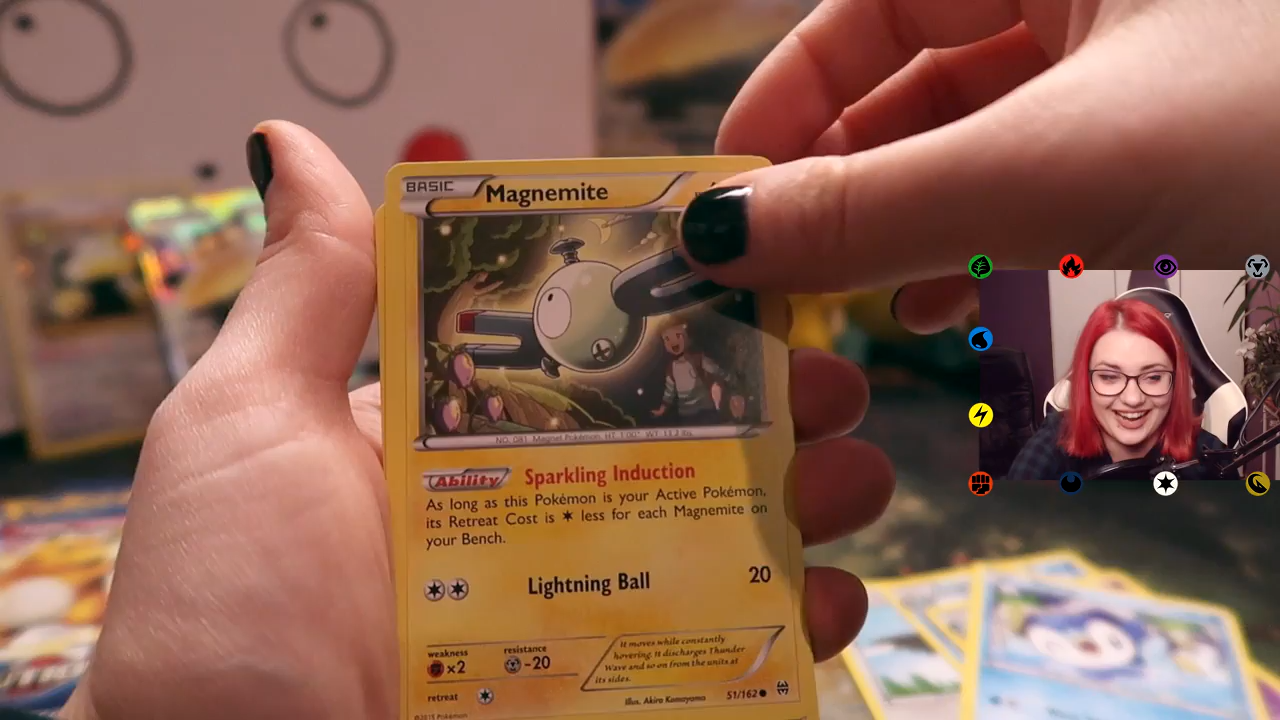 BASIC Magnemite
NO. 081 Magnet Pokémon HT: 1'00" WT: 13.2 lbs.
Ability Sparkling Induction
As long as this Pokémon is your Active Pokémon,
its Retreat Cost is ✶ less for each Magnemite on
your Bench.
Lightning Ball 20
weakness resistance
×2 -20
It moves while constantly
hovering. It discharges Thunder
Wave and so on from the units at
its sides.
retreat
Illus. Akira Komayama 51/162
©2015 Pokémon